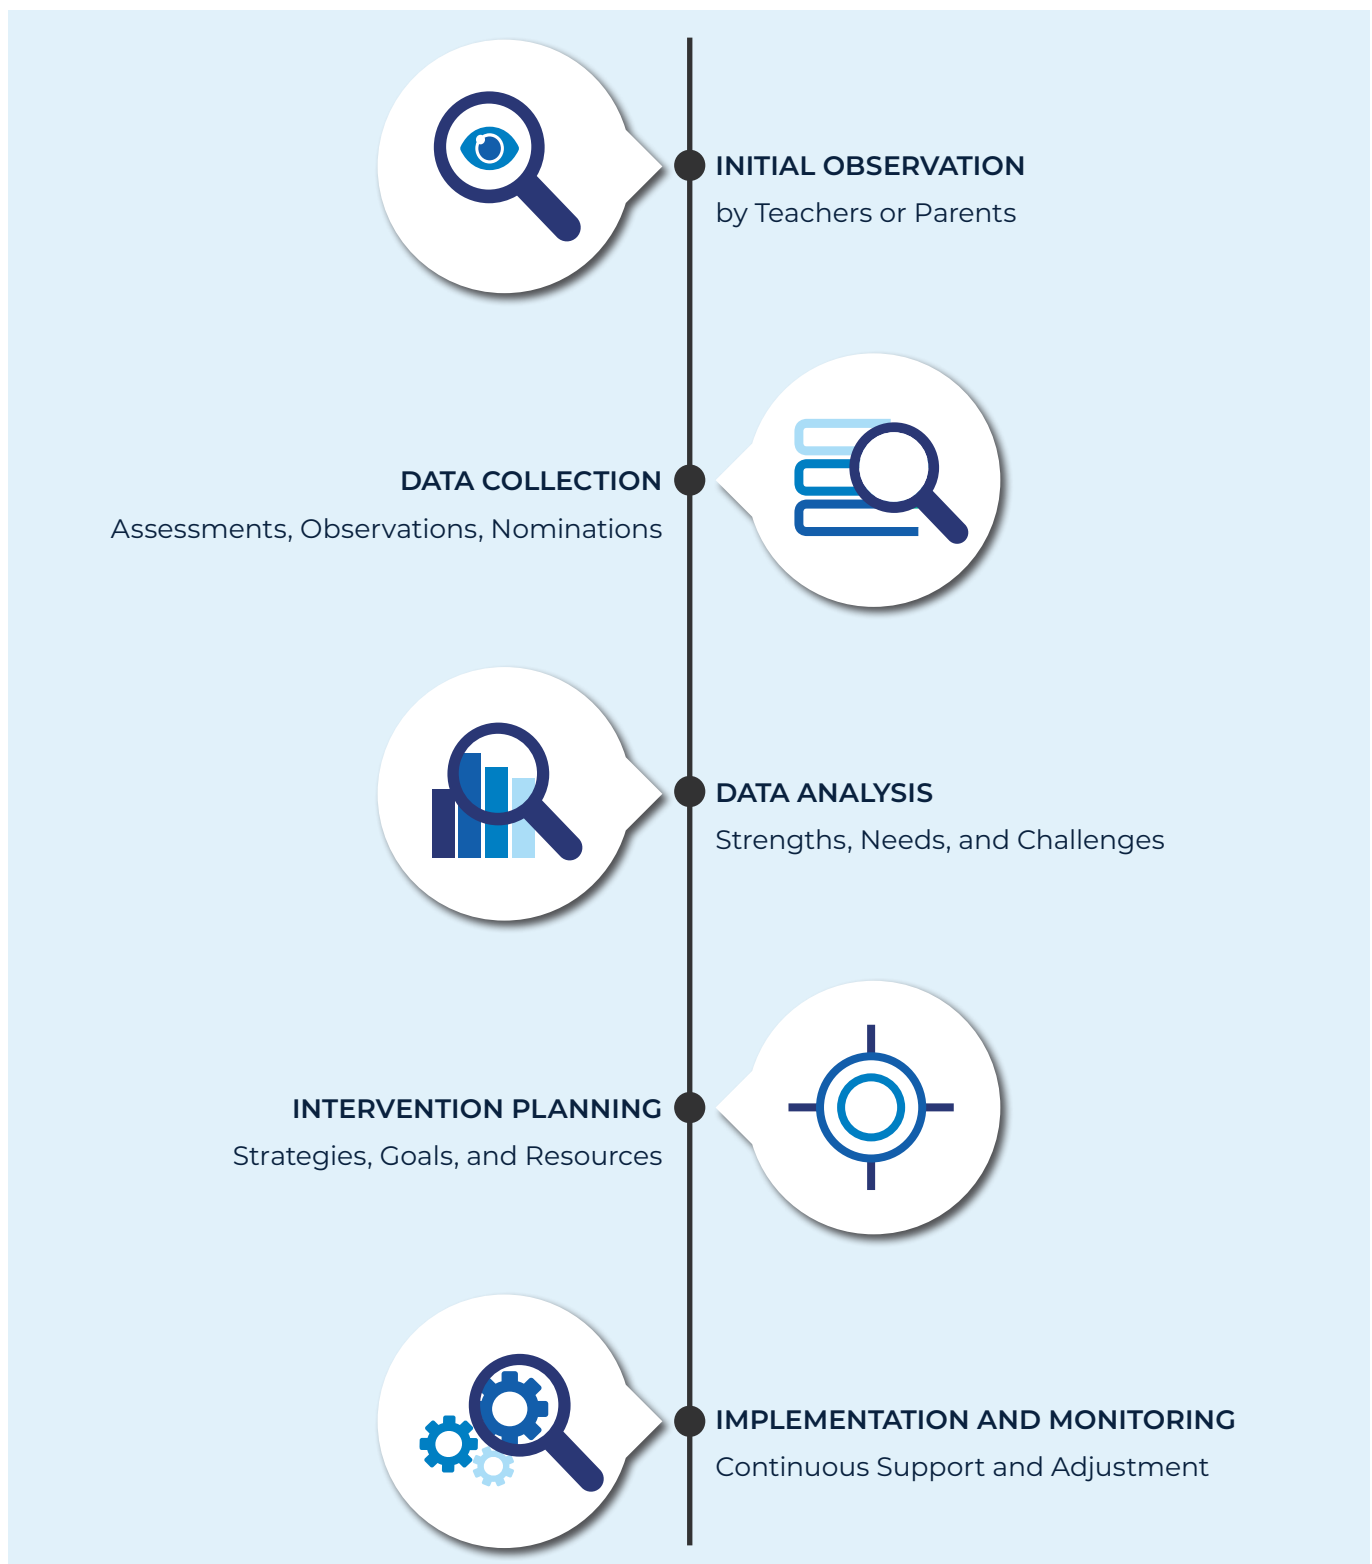 INITIAL OBSERVATION
by Teachers or Parents
DATA COLLECTION
Assessments, Observations, Nominations
DATA ANALYSIS
Strengths, Needs, and Challenges
INTERVENTION PLANNING
Strategies, Goals, and Resources
IMPLEMENTATION AND MONITORING
Continuous Support and Adjustment